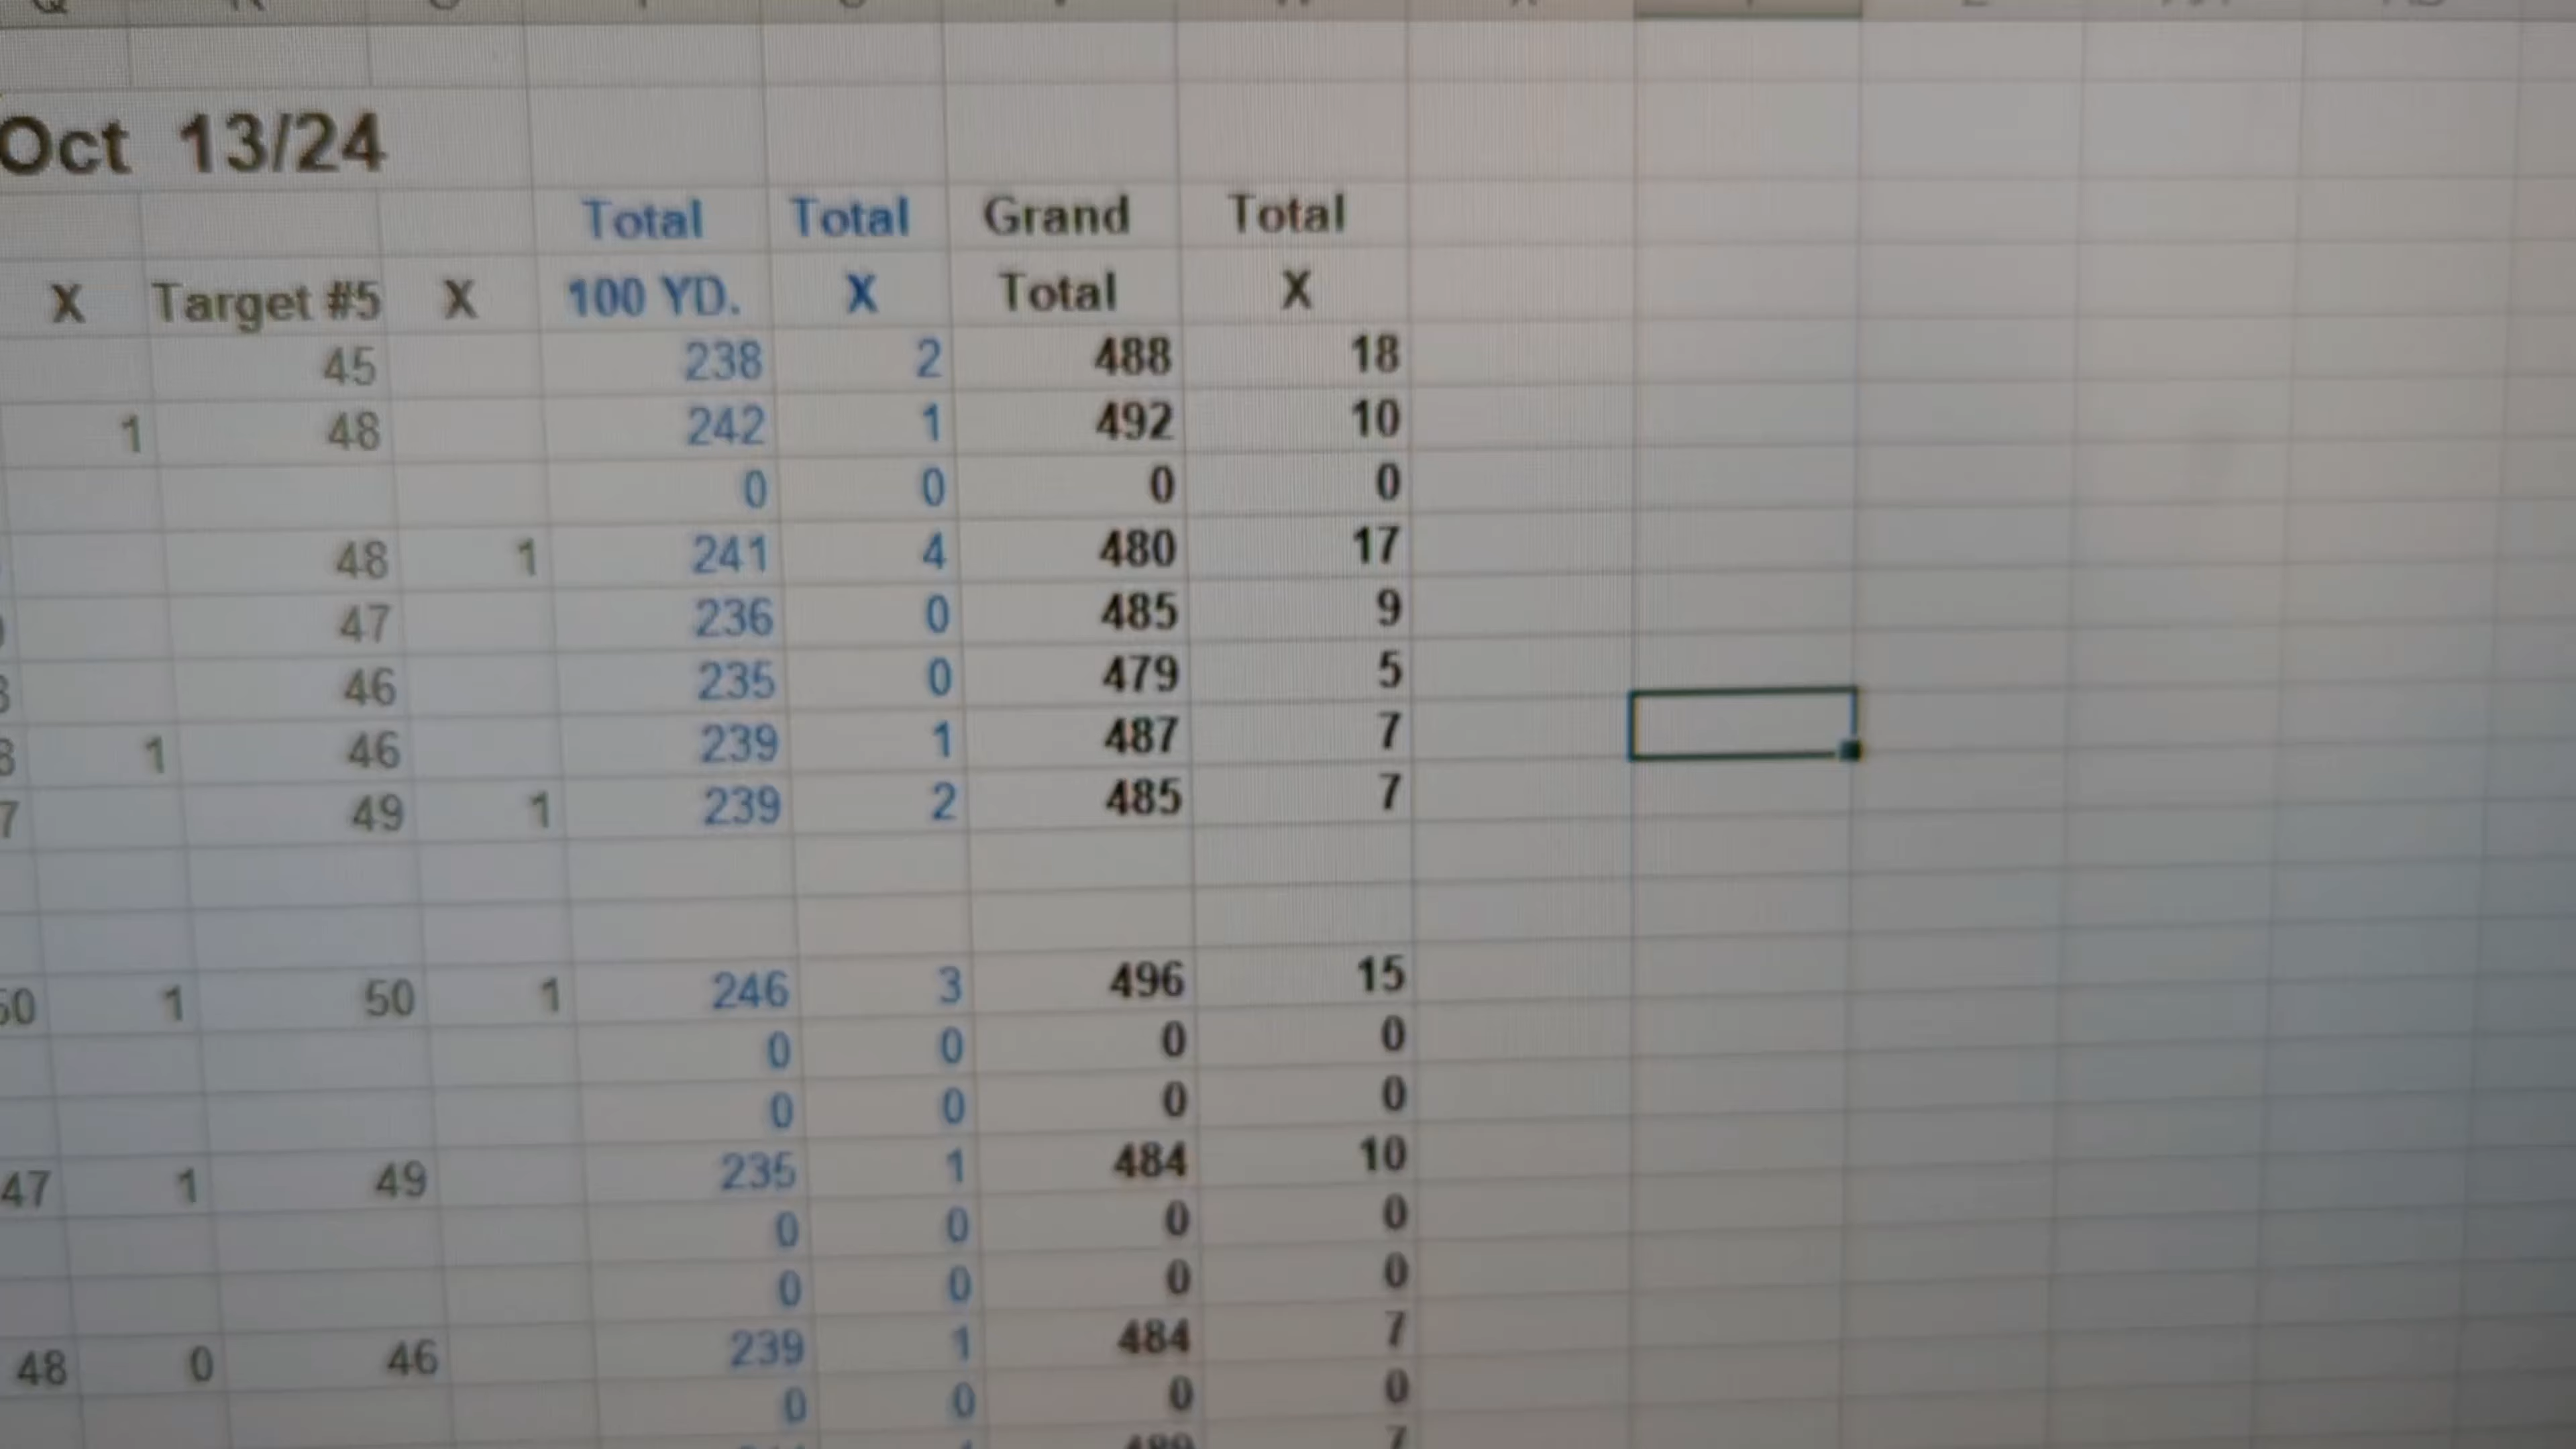 Oct 13/24
Total Total Grand Total
X Target #5 X 100 YD. X Total X
45 238 2 488 18
1 48 242 1 492 10
0 0 0 0
48 1 241 4 480 17
47 236 0 485 9
46 235 0 479 5
1 46 239 1 487 7
7 49 1 239 2 485 7
50 1 50 1 246 3 496 15
0 0 0 0
0 0 0 0
47 1 49 235 1 484 10
0 0 0 0
0 0 0 0
48 0 46 239 1 484 7
0 0 0 0
7